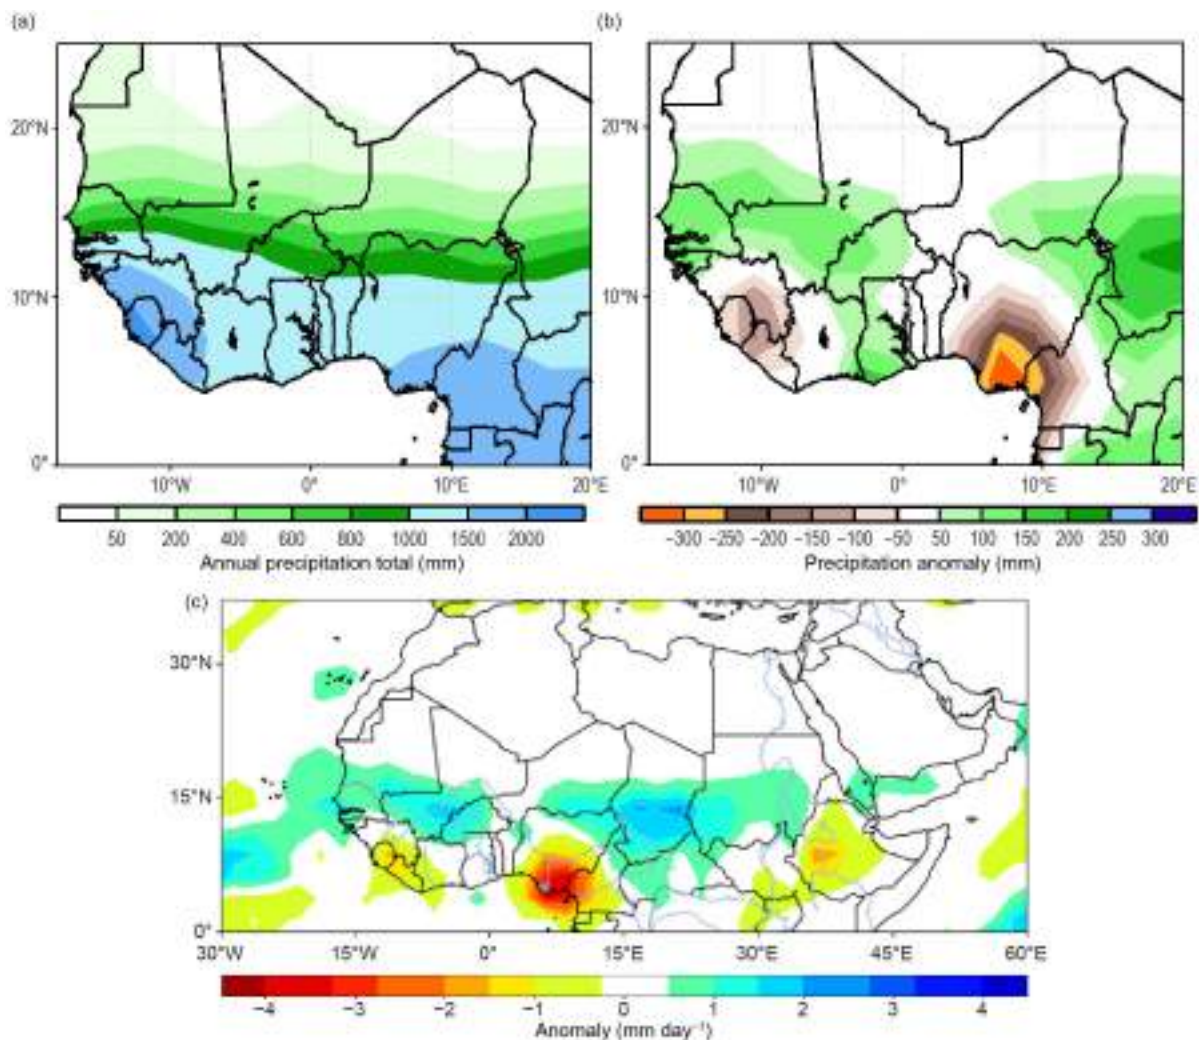 (a)
20°N
10°N
0°
10°W 0° 10°E 20°E
50 200 400 600 800 1000 1500 2000
Annual precipitation total (mm)
(b)
20°N
10°N
0°
10°W 0° 10°E 20°E
−300 −250 −200 −150 −100 −50 50 100 150 200 250 300
Precipitation anomaly (mm)
(c)
30°N
15°N
0°
30°W 15°W 0° 15°E 30°E 45°E 60°E
−4 −3 −2 −1 0 1 2 3 4
Anomaly (mm day⁻¹)